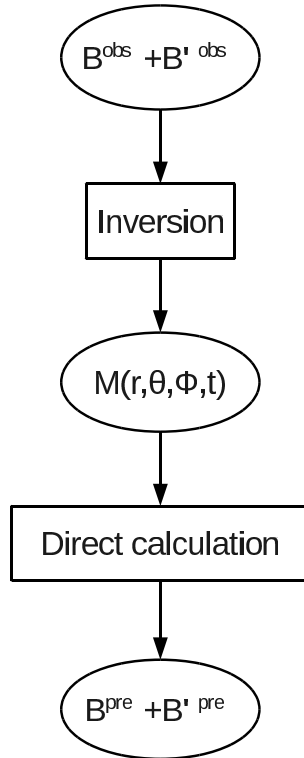 B^obs +B' ^obs
Inversion
M(r,θ,Φ,t)
Direct calculation
B^pre +B' ^pre